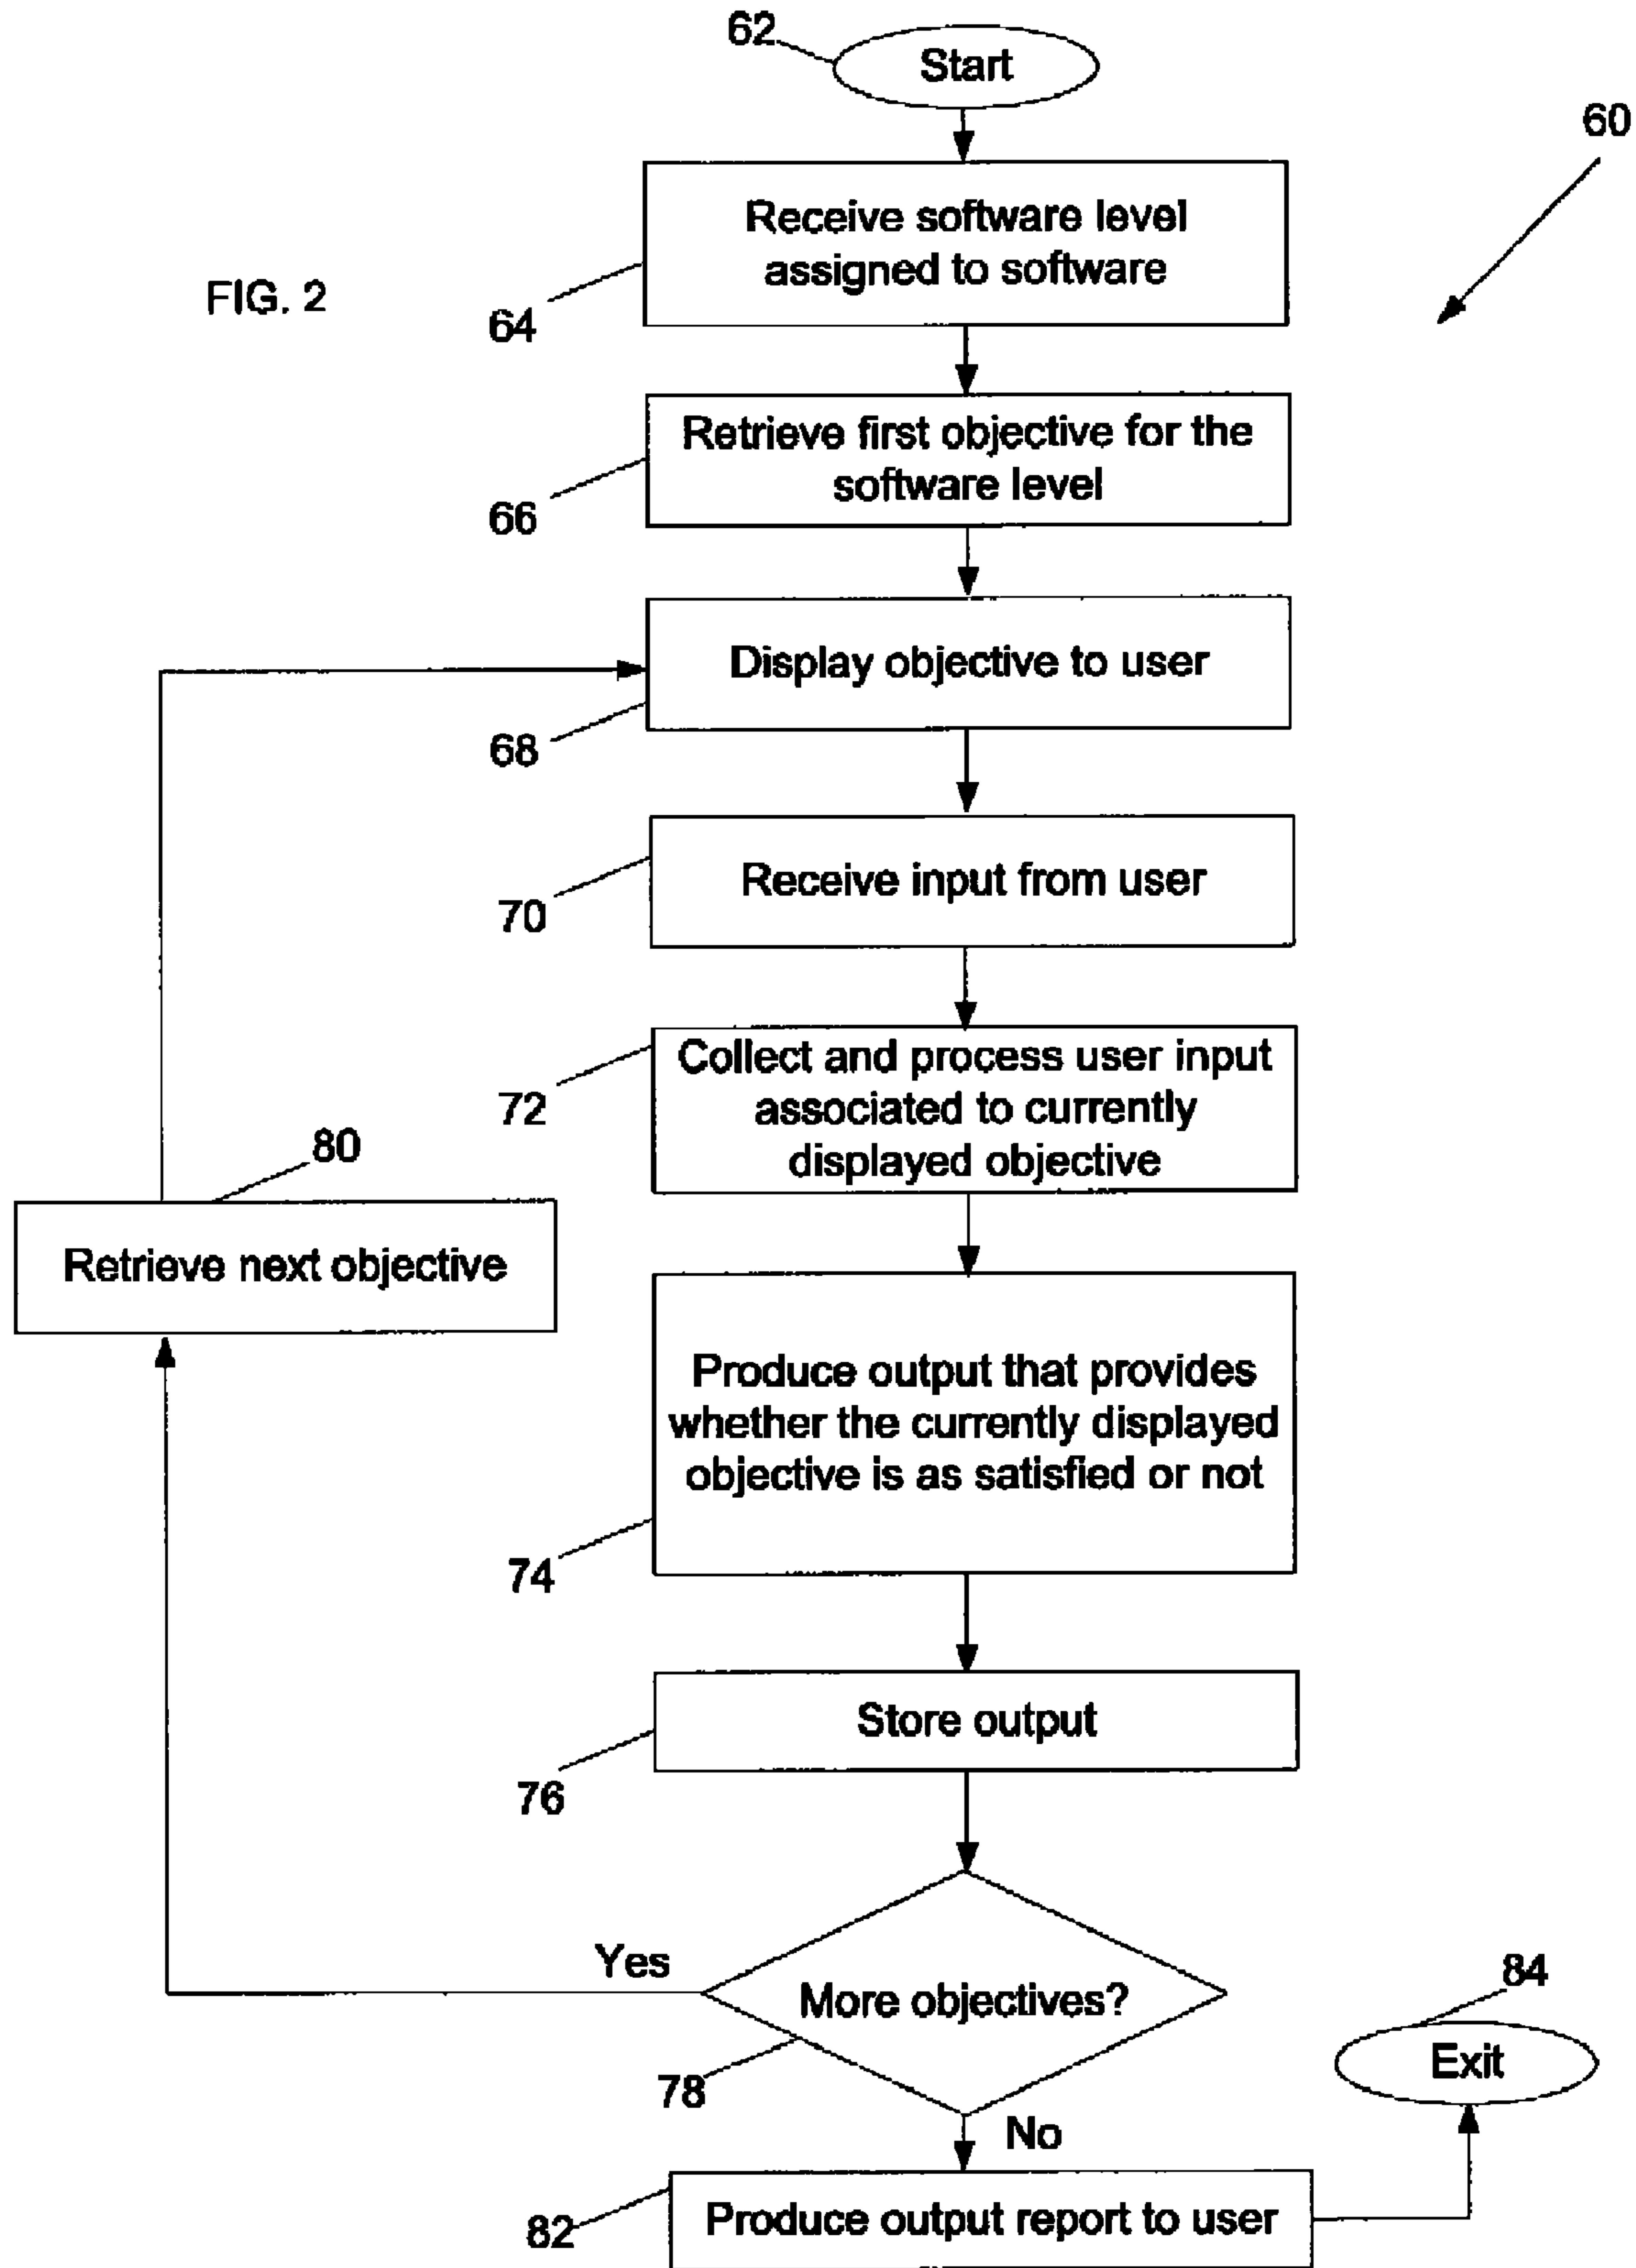 62
Start
60
Receive software level
assigned to software
FIG. 2
64
Retrieve first objective for the
software level
66
Display objective to user
68
Receive input from user
70
Collect and process user input
associated to currently
displayed objective
72
80
Retrieve next objective
Produce output that provides
whether the currently displayed
objective is as satisfied or not
74
Store output
76
Yes
More objectives?
84
Exit
78
No
Produce output report to user
82